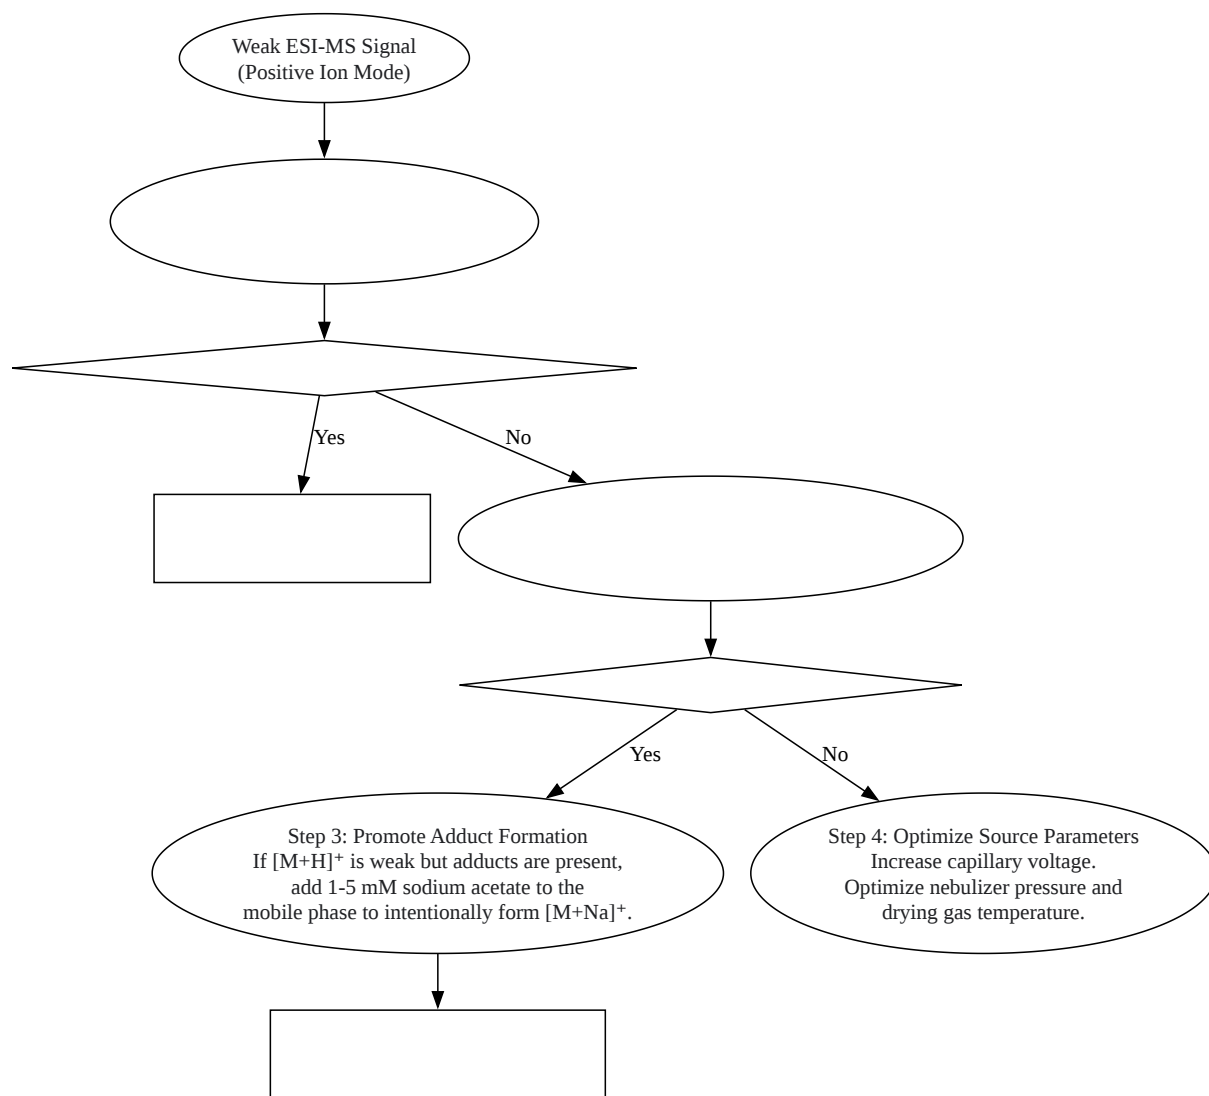 Weak ESI-MS Signal
(Positive Ion Mode)
Yes
No
Yes
No
Step 3: Promote Adduct Formation
If [M+H]⁺ is weak but adducts are present,
add 1-5 mM sodium acetate to the
mobile phase to intentionally form [M+Na]⁺.
Step 4: Optimize Source Parameters
Increase capillary voltage.
Optimize nebulizer pressure and
drying gas temperature.